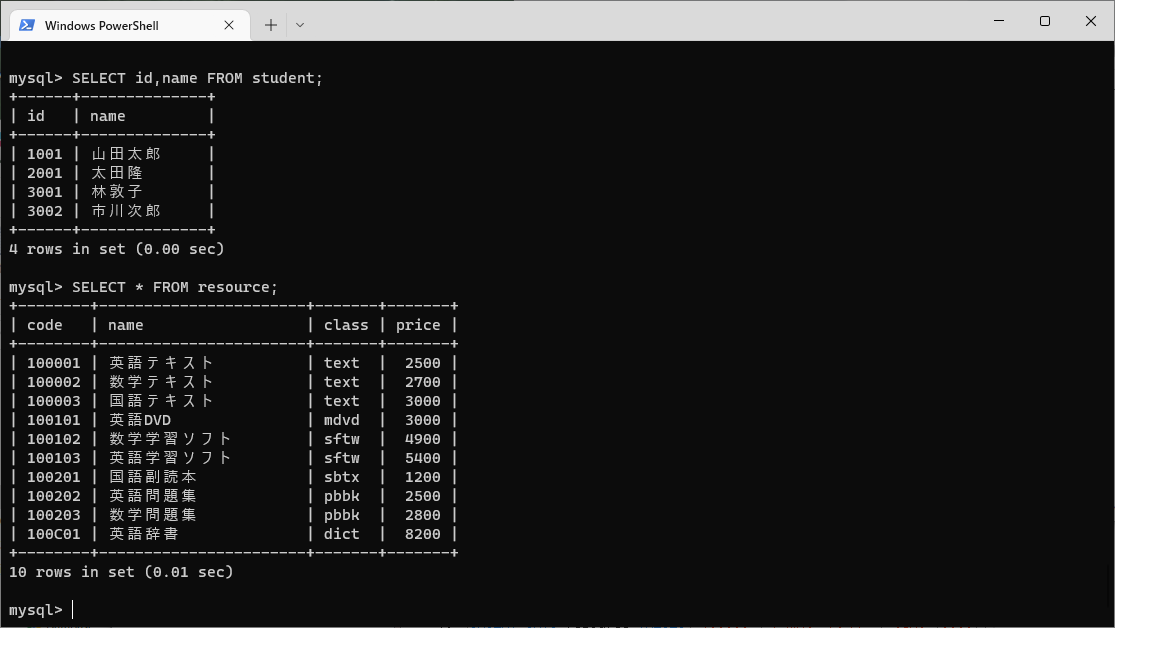 Windows PowerShell
mysql> SELECT id,name FROM student;
+------+--------------+
| id   | name         |
+------+--------------+
| 1001 | 山田太郎     |
| 2001 | 太田隆       |
| 3001 | 林敦子       |
| 3002 | 市川次郎     |
+------+--------------+
4 rows in set (0.00 sec)
mysql> SELECT * FROM resource;
+--------+-----------------------+-------+-------+
| code   | name                  | class | price |
+--------+-----------------------+-------+-------+
| 100001 | 英語テキスト          | text  |  2500 |
| 100002 | 数学テキスト          | text  |  2700 |
| 100003 | 国語テキスト          | text  |  3000 |
| 100101 | 英語DVD               | mdvd  |  3000 |
| 100102 | 数学学習ソフト        | sftw  |  4900 |
| 100103 | 英語学習ソフト        | sftw  |  5400 |
| 100201 | 国語副読本            | sbtx  |  1200 |
| 100202 | 英語問題集            | pbbk  |  2500 |
| 100203 | 数学問題集            | pbbk  |  2800 |
| 100C01 | 英語辞書              | dict  |  8200 |
+--------+-----------------------+-------+-------+
10 rows in set (0.01 sec)
mysql>